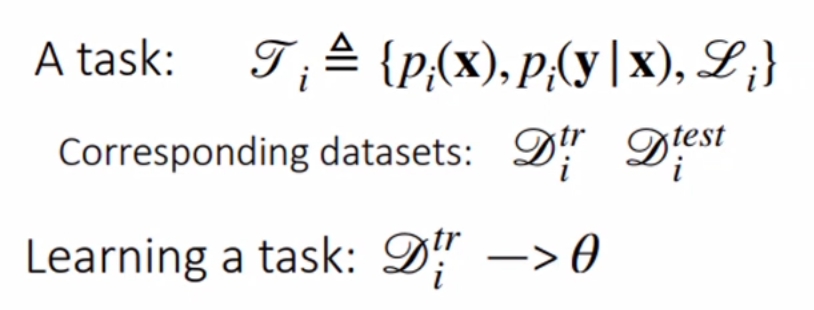 A task: 𝒯ᵢ ≜ {pᵢ(𝐱), pᵢ(𝐲|𝐱), ℒᵢ}
Corresponding datasets: 𝒟ᵢᵗʳ 𝒟ᵢᵗᵉˢᵗ
Learning a task: 𝒟ᵢᵗʳ —> θ